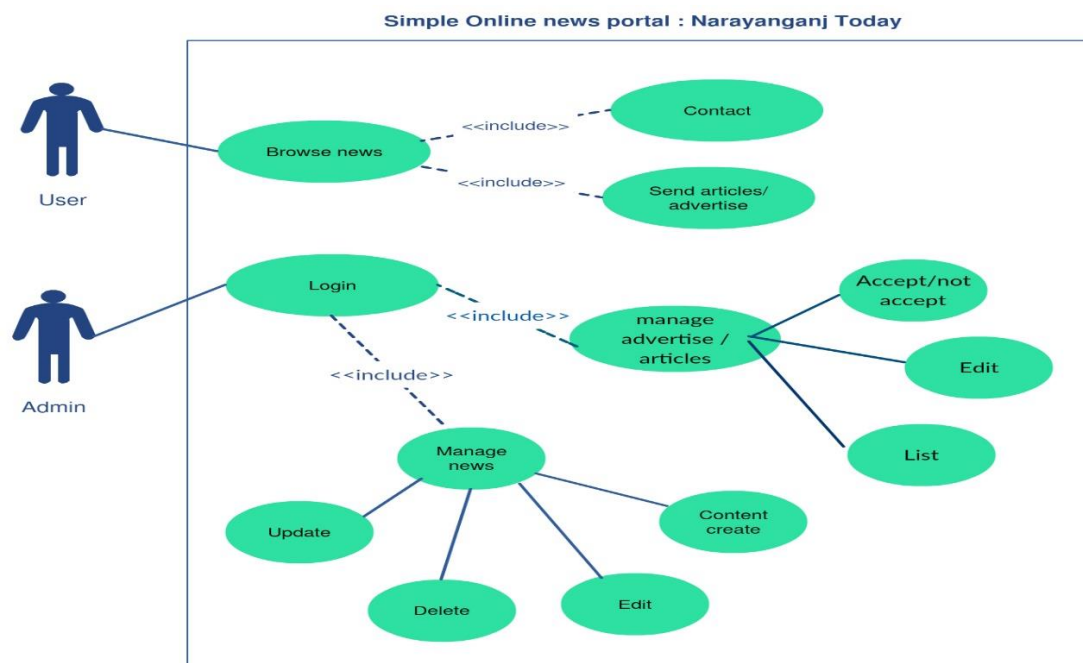 Simple Online news portal : Narayanganj Today
User
Browse news
<<include>>
Contact
<<include>>
Send articles/
advertise
Admin
Login
<<include>>
manage
advertise /
articles
Accept/not
accept
Edit
List
<<include>>
Manage
news
Update
Delete
Edit
Content
create